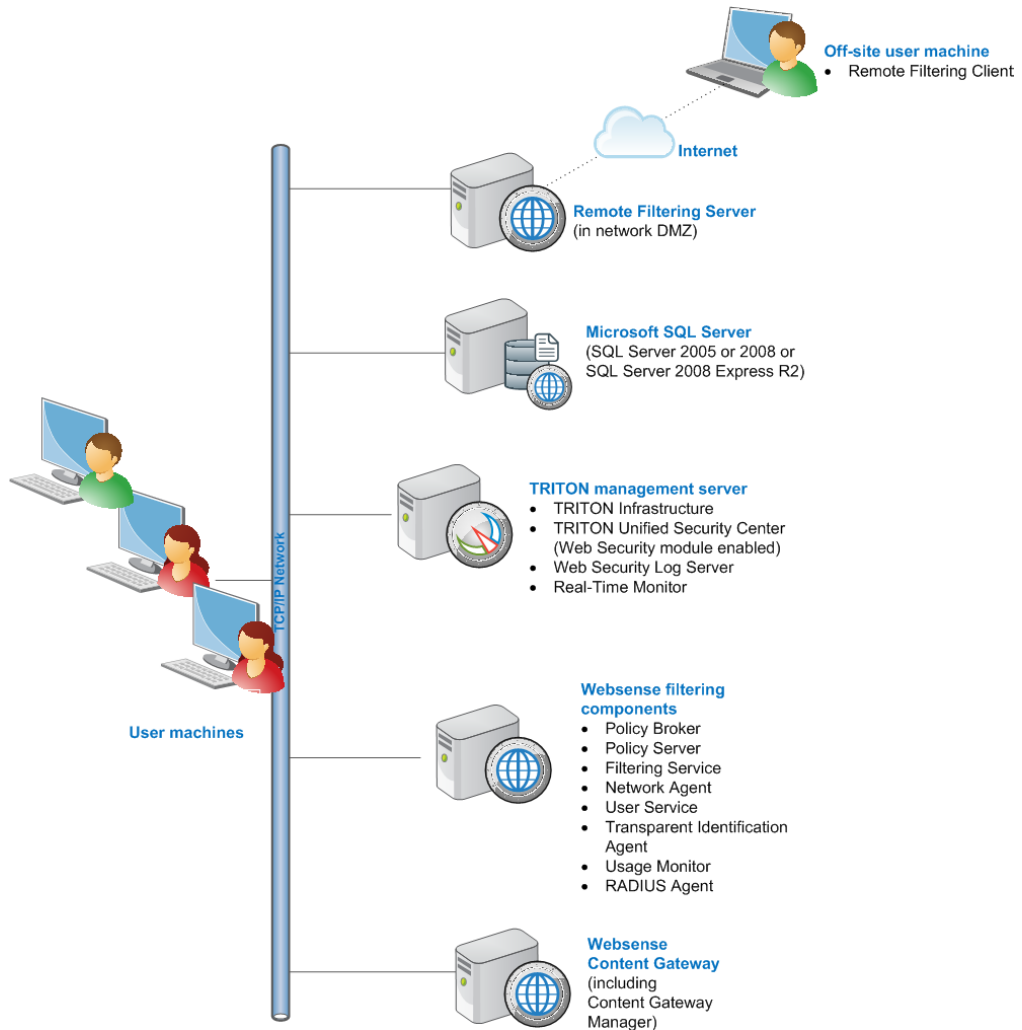 Off-site user machine
• Remote Filtering Client
Internet
Remote Filtering Server
(in network DMZ)
Microsoft SQL Server
(SQL Server 2005 or 2008 or
SQL Server 2008 Express R2)
TRITON management server
• TRITON Infrastructure
• TRITON Unified Security Center
(Web Security module enabled)
• Web Security Log Server
• Real-Time Monitor
TCP/IP Network
User machines
Websense filtering
components
• Policy Broker
• Policy Server
• Filtering Service
• Network Agent
• User Service
• Transparent Identification
Agent
• Usage Monitor
• RADIUS Agent
Websense
Content Gateway
(including
Content Gateway
Manager)